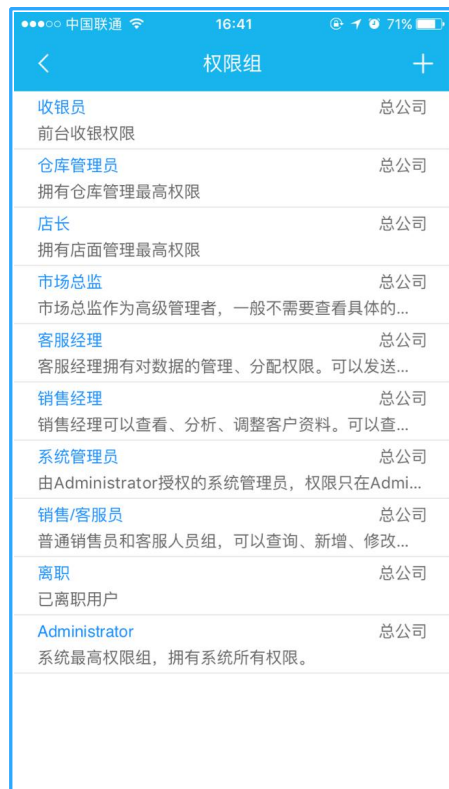 中国联通 16:41 71%
权限组
收银员 总公司
前台收银权限
仓库管理员 总公司
拥有仓库管理最高权限
店长 总公司
拥有店面管理最高权限
市场总监 总公司
市场总监作为高级管理者，一般不需要查看具体的...
客服经理 总公司
客服经理拥有对数据的管理、分配权限。可以发送...
销售经理 总公司
销售经理可以查看、分析、调整客户资料。可以查...
系统管理员 总公司
由Administrator授权的系统管理员，权限只在Admi...
销售/客服员 总公司
普通销售员和客服人员组，可以查询、新增、修改...
离职 总公司
已离职用户
Administrator 总公司
系统最高权限组，拥有系统所有权限。